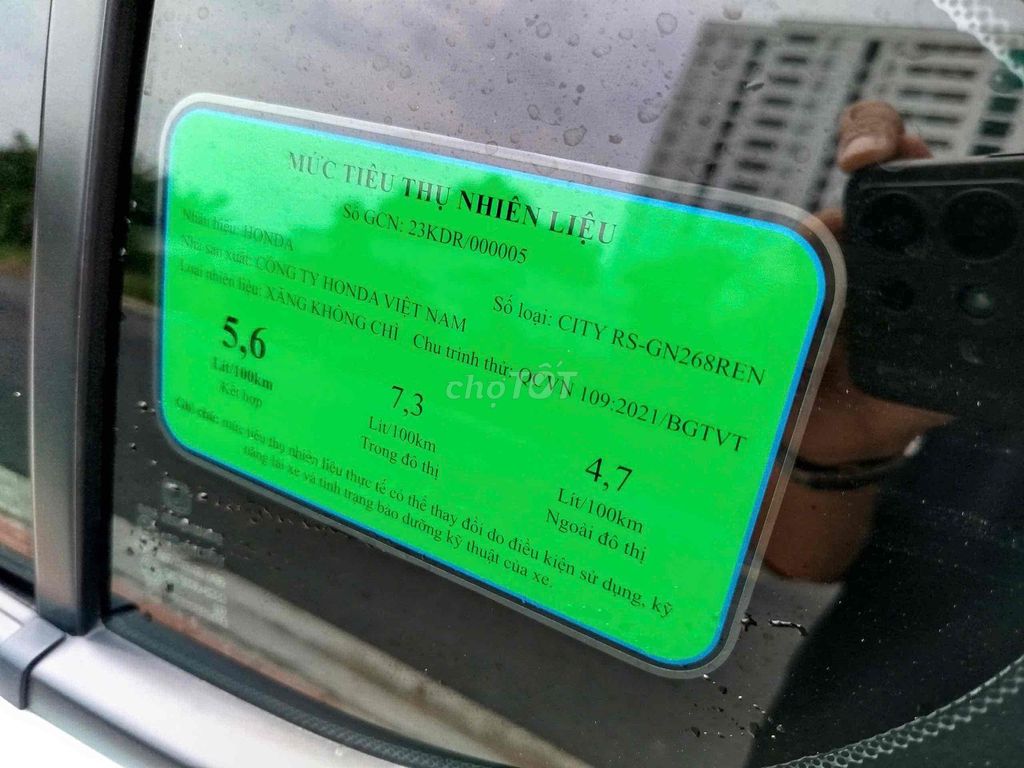 MỨC TIÊU THỤ NHIÊN LIỆU
Số GCN: 23KDR/000005
Nhãn hiệu: HONDA
Số loại: CITY RS-GN268REN
Nhà sản xuất: CÔNG TY HONDA VIỆT NAM
Loại nhiên liệu: XĂNG KHÔNG CHÌ
Chu trình thử: QCVN 109:2021/BGTVT
5,6
Lít/100km
Kết hợp
7,3
Lít/100km
Trong đô thị
4,7
Lít/100km
Ngoài đô thị
Ghi chú: mức tiêu thụ nhiên liệu thực tế có thể thay đổi do điều kiện sử dụng, kỹ
năng lái xe và tình trạng bảo dưỡng kỹ thuật của xe.
chợTỐT